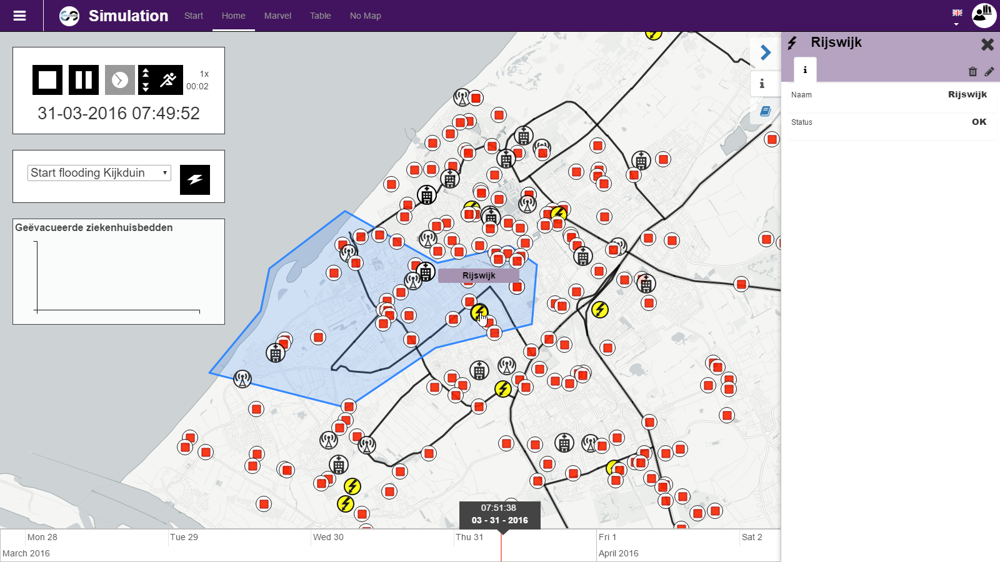 Simulation
Start
Home
Marvel
Table
No Map
1x
00:02
31-03-2016 07:49:52
Start flooding Kijkduin
Geëvacueerde ziekenhuisbedden
Rijswijk
Rijswijk
i
i
Naam
Rijswijk
Status
OK
07:51:38
03 - 31 - 2016
Mon 28
Tue 29
Wed 30
Thu 31
Fri 1
Sat 2
March 2016
April 2016